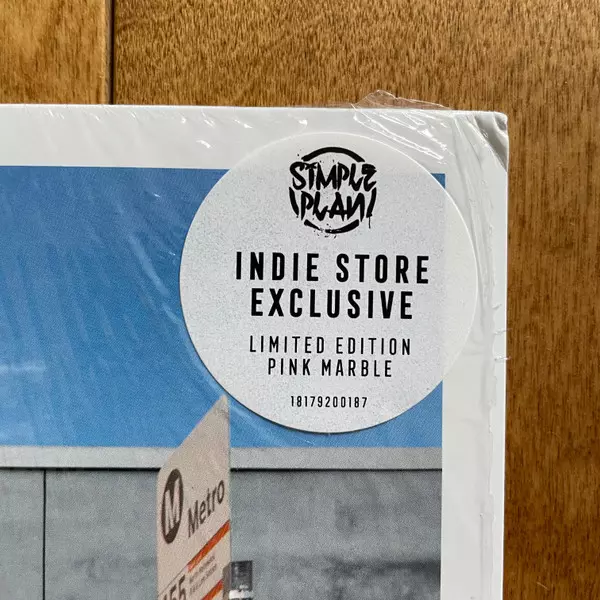 SIMPLE
PLAN
INDIE STORE
EXCLUSIVE
LIMITED EDITION
PINK MARBLE
18179200187
M
Metro